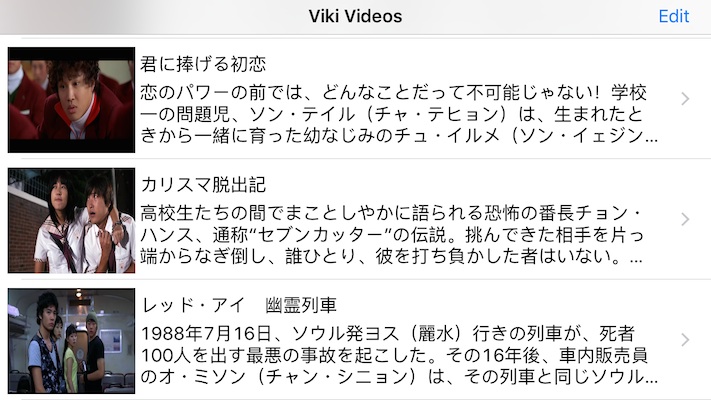 Viki Videos
Edit
君に捧げる初恋
恋のパワーの前では、どんなことだって不可能じゃない！学校
一の問題児、ソン・テイル（チャ・テヒョン）は、生まれたと
きから一緒に育った幼なじみのチュ・イルメ（ソン・イェジン...
カリスマ脱出記
高校生たちの間でまことしやかに語られる恐怖の番長チョン・
ハンス、通称“セブンカッター”の伝説。挑んできた相手を片っ
端からなぎ倒し、誰ひとり、彼を打ち負かした者はいない。...
レッド・アイ　幽霊列車
1988年7月16日、ソウル発ヨス（麗水）行きの列車が、死者
100人を出す最悪の事故を起こした。その16年後、車内販売員
のオ・ミソン（チャン・シニョン）は、その列車と同じソウル...